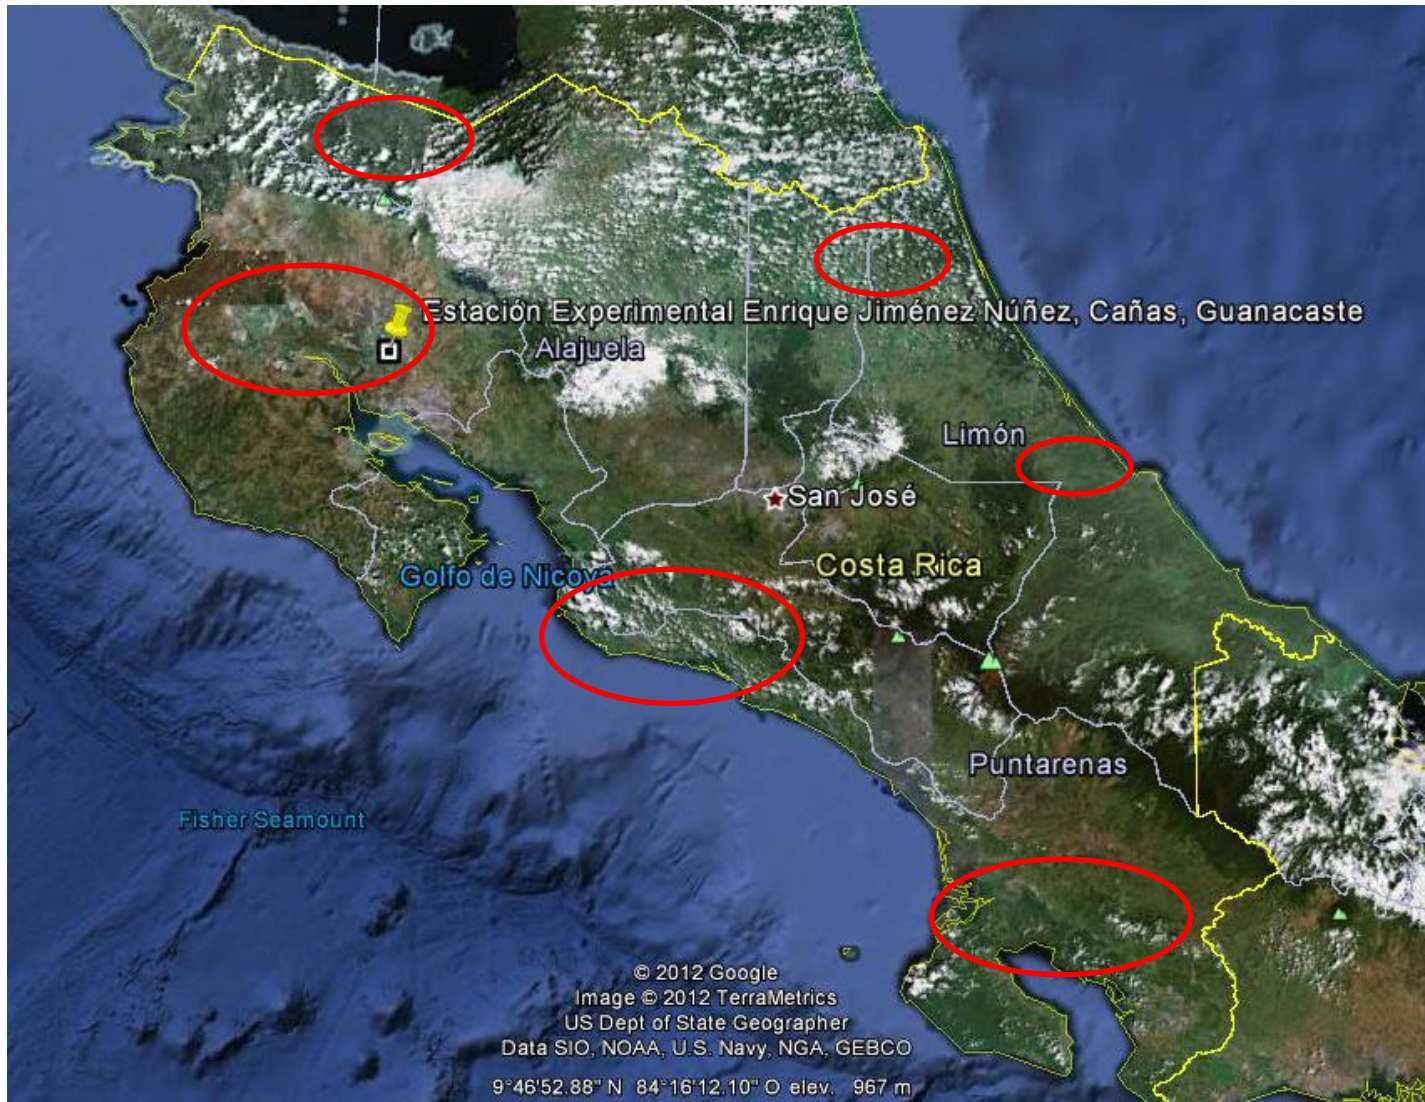 Estación Experimental Enrique Jiménez Núñez, Cañas, Guanacaste
Alajuela
Limón
San José
Costa Rica
Golfo de Nicoya
Puntarenas
Fisher Seamount
© 2012 Google
Image © 2012 TerraMetrics
US Dept of State Geographer
Data SIO, NOAA, U.S. Navy, NGA, GEBCO
9°46'52.88" N 84°16'12.10" O elev. 967 m